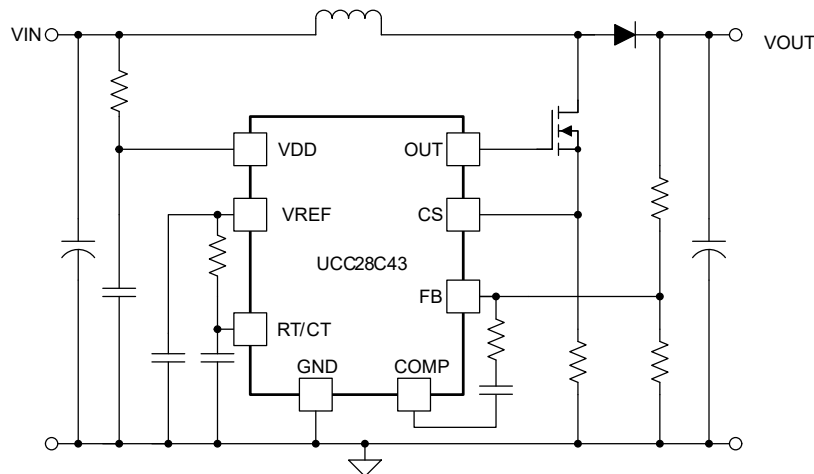 VIN
VOUT
VDD
OUT
VREF
CS
UCC28C43
FB
RT/CT
GND
COMP